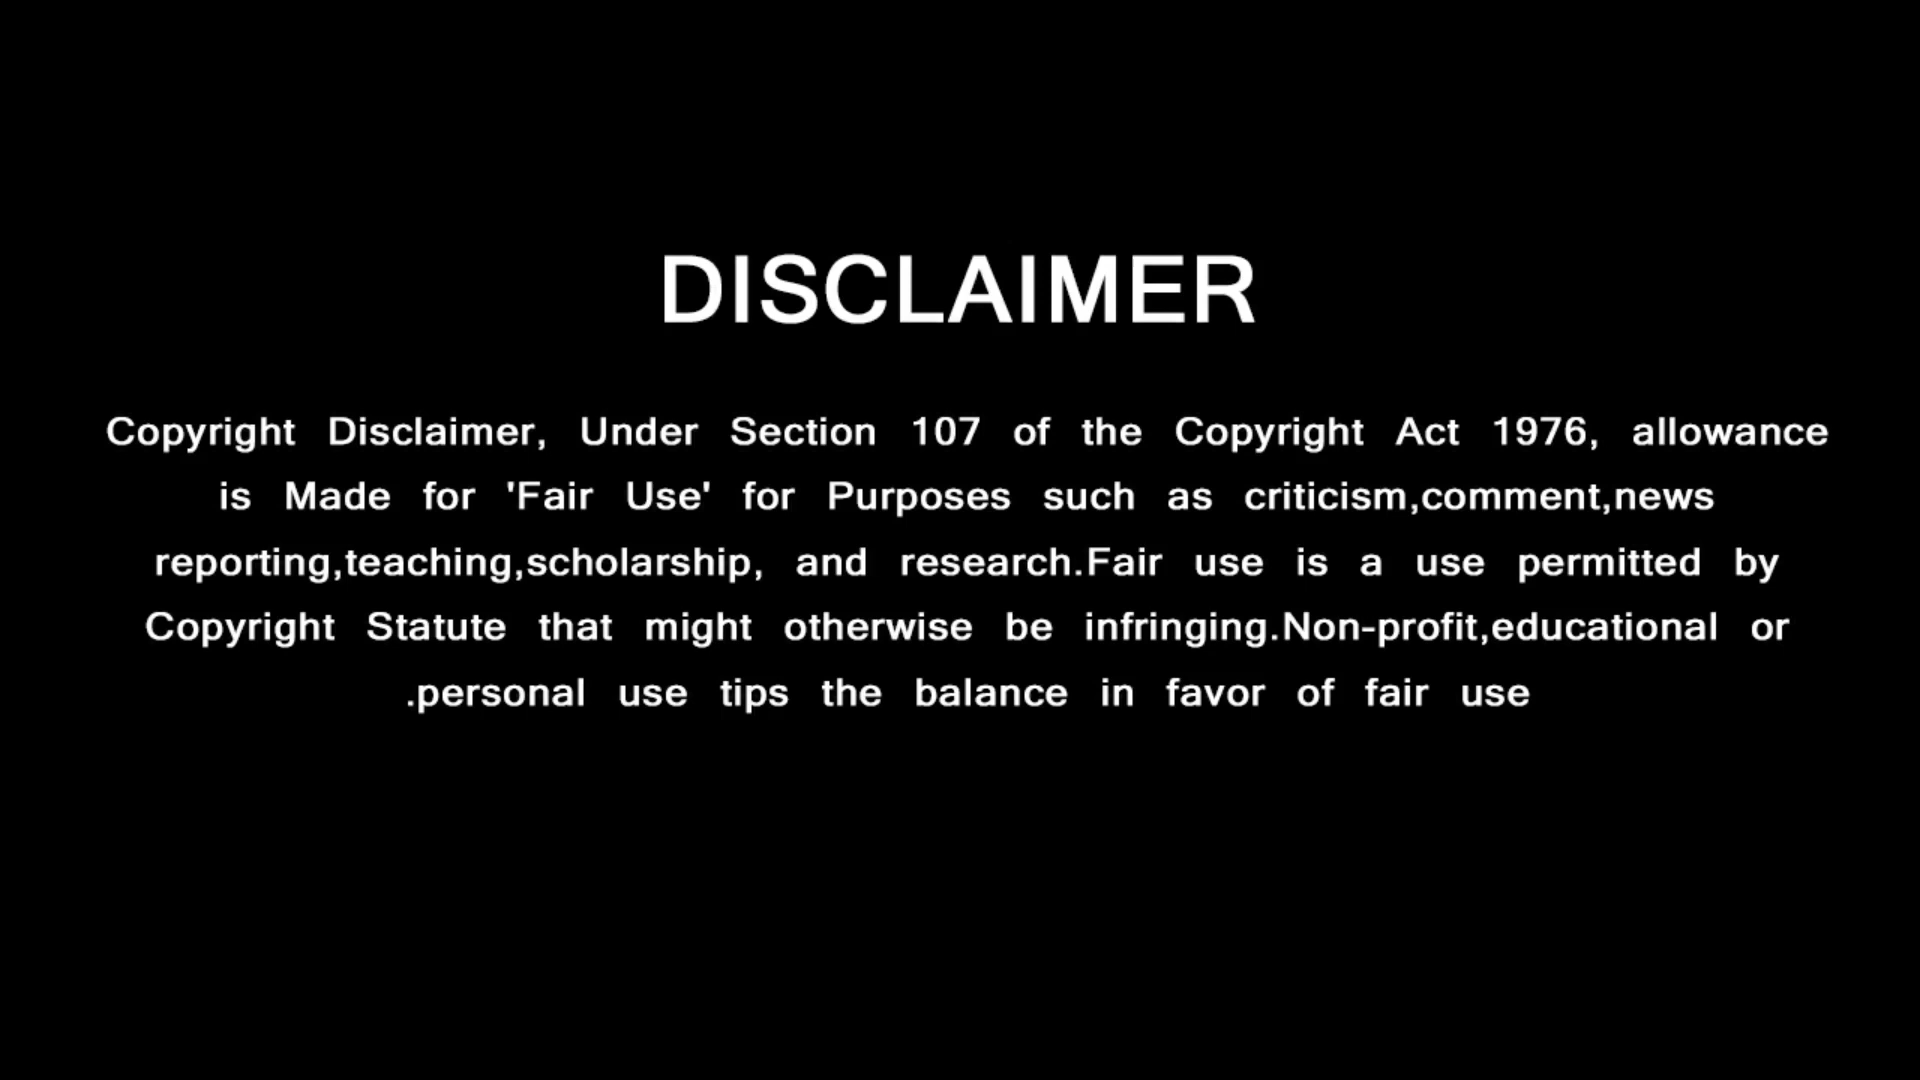 DISCLAIMER
Copyright Disclaimer, Under Section 107 of the Copyright Act 1976, allowance
is Made for 'Fair Use' for Purposes such as criticism,comment,news
reporting,teaching,scholarship, and research.Fair use is a use permitted by
Copyright Statute that might otherwise be infringing.Non-profit,educational or
.personal use tips the balance in favor of fair use